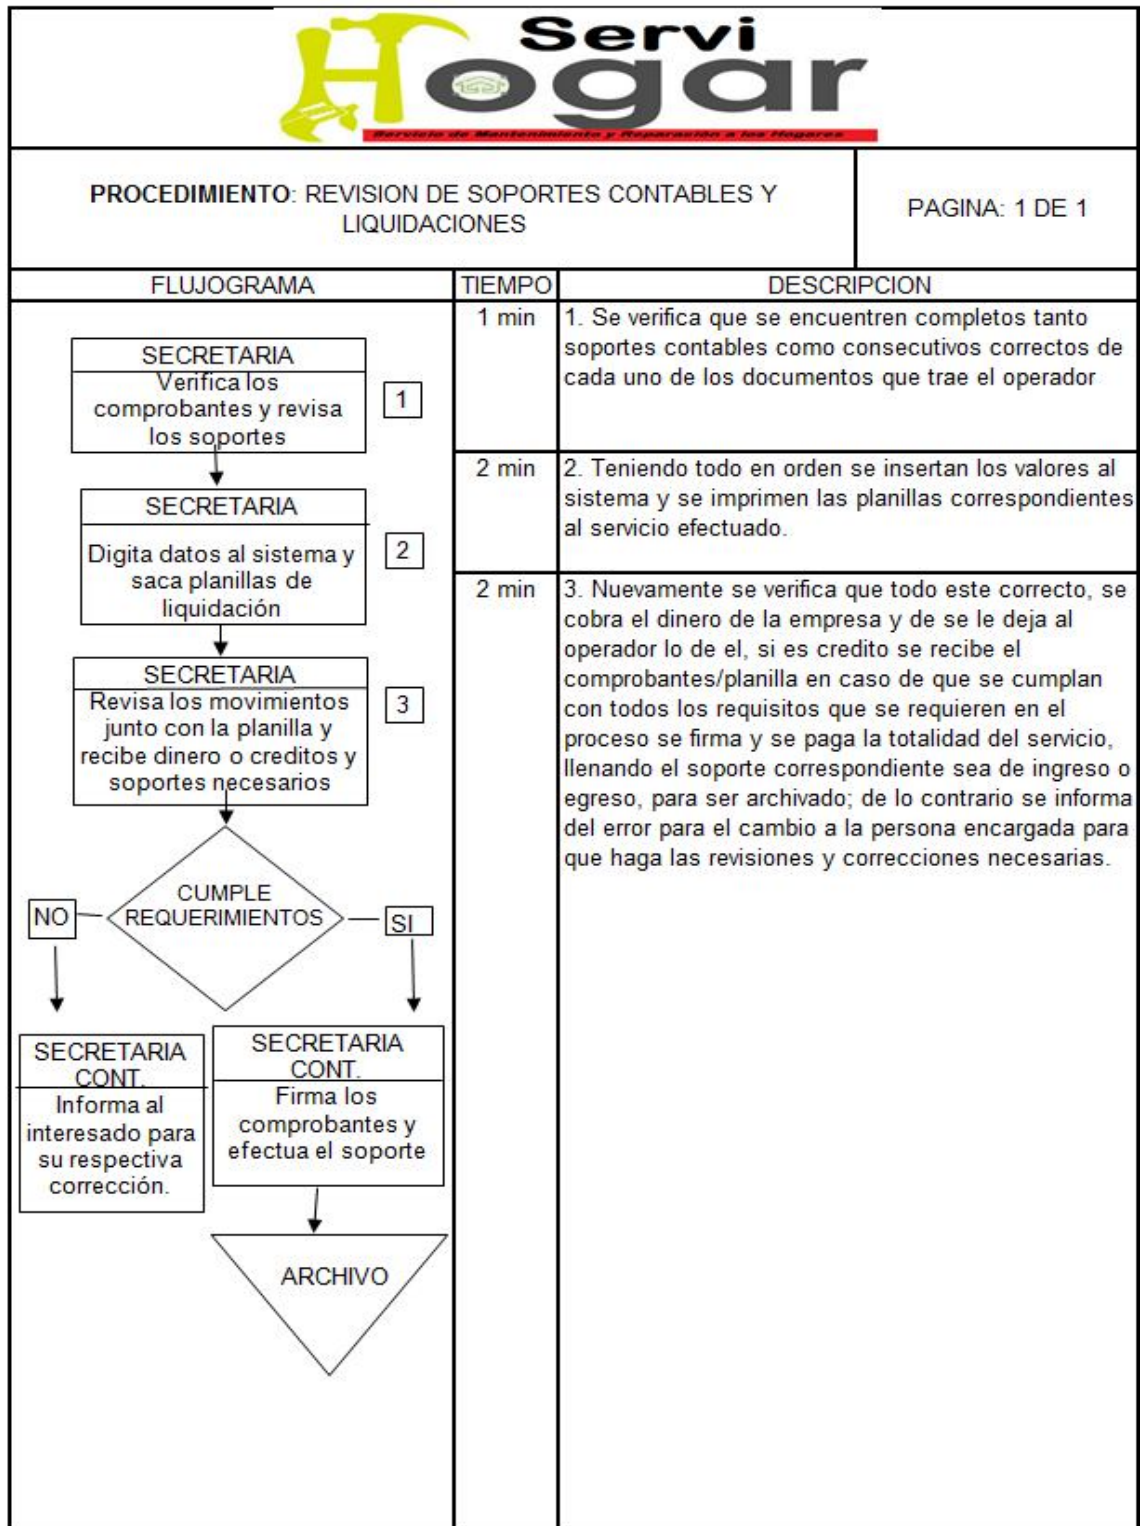 Servi
Hogar
Servicio de Mantenimiento y Reparación a los Hogares
PROCEDIMIENTO: REVISION DE SOPORTES CONTABLES Y
LIQUIDACIONES
PAGINA: 1 DE 1
FLUJOGRAMA
TIEMPO
DESCRIPCION
SECRETARIA
Verifica los
comprobantes y revisa
los soportes
1
1 min
1. Se verifica que se encuentren completos tanto
soportes contables como consecutivos correctos de
cada uno de los documentos que trae el operador
SECRETARIA
Digita datos al sistema y
saca planillas de
liquidación
2
2 min
2. Teniendo todo en orden se insertan los valores al
sistema y se imprimen las planillas correspondientes
al servicio efectuado.
SECRETARIA
Revisa los movimientos
junto con la planilla y
recibe dinero o creditos y
soportes necesarios
3
2 min
3. Nuevamente se verifica que todo este correcto, se
cobra el dinero de la empresa y de se le deja al
operador lo de el, si es credito se recibe el
comprobantes/planilla en caso de que se cumplan
con todos los requisitos que se requieren en el
proceso se firma y se paga la totalidad del servicio,
llenando el soporte correspondiente sea de ingreso o
egreso, para ser archivado; de lo contrario se informa
del error para el cambio a la persona encargada para
que haga las revisiones y correcciones necesarias.
CUMPLE
REQUERIMIENTOS
NO
SI
SECRETARIA
CONT.
Informa al
interesado para
su respectiva
corrección.
SECRETARIA
CONT.
Firma los
comprobantes y
efectua el soporte
ARCHIVO